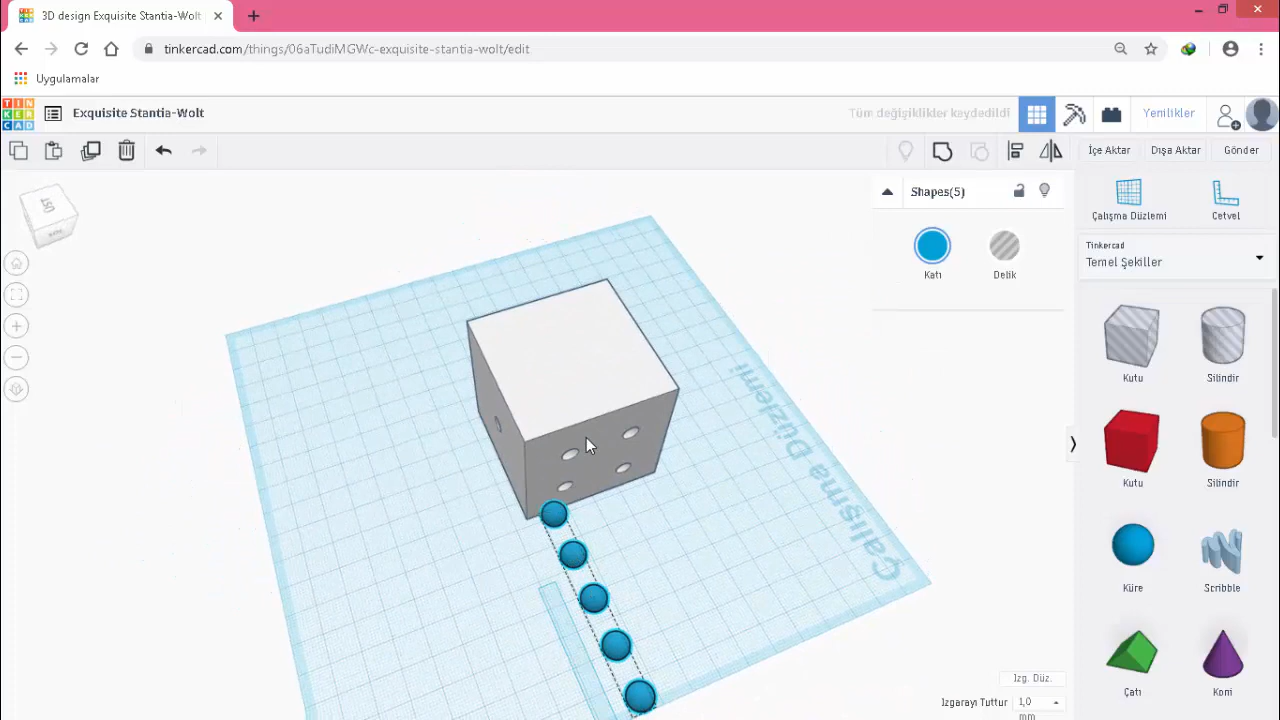 3D design Exquisite Stantia-Wolt
tinkercad.com/things/06aTudiMGWc-exquisite-stantia-wolt/edit
Uygulamalar
TIN
KER
CAD
Exquisite Stantia-Wolt
Tüm değişiklikler kaydedildi
Yenilikler
İçe Aktar
Dışa Aktar
Gönder
Shapes(5)
Katı
Delik
Çalışma Düzlemi
Cetvel
Tinkercad
Temel Şekiller
Kutu
Silindir
Kutu
Silindir
Küre
Scribble
Çatı
Koni
Çalışma Düzlemi
Izg. Düz.
Izgarayı Tuttur
1,0
mm